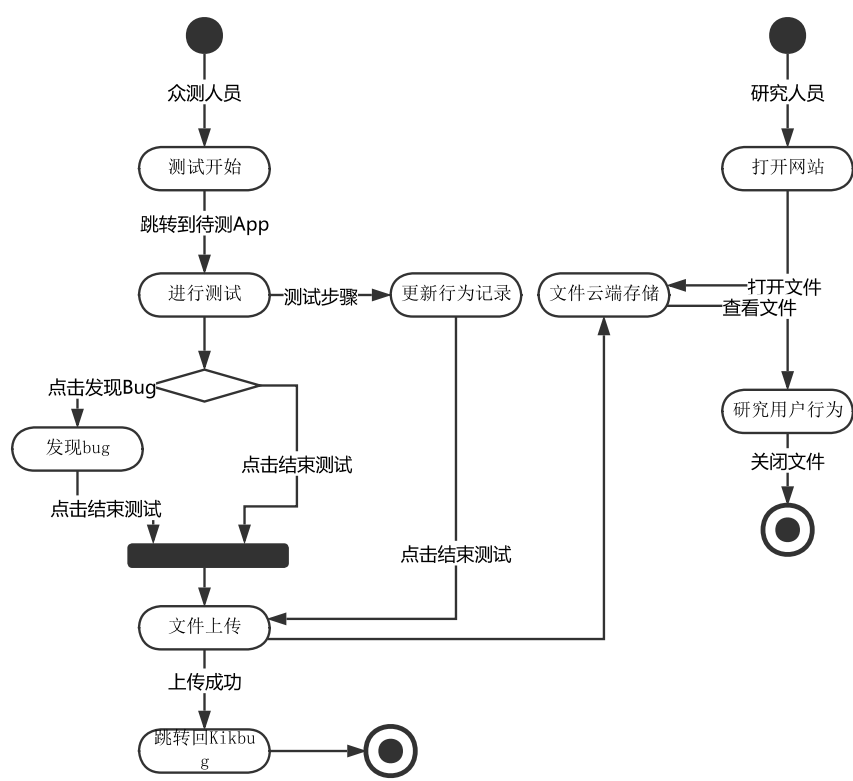 众测人员
研究人员
测试开始
打开网站
跳转到待测App
进行测试
测试步骤
更新行为记录
文件云端存储
打开文件
查看文件
点击发现Bug
研究用户行为
发现bug
点击结束测试
关闭文件
点击结束测试
点击结束测试
文件上传
上传成功
跳转回Kikbu
g